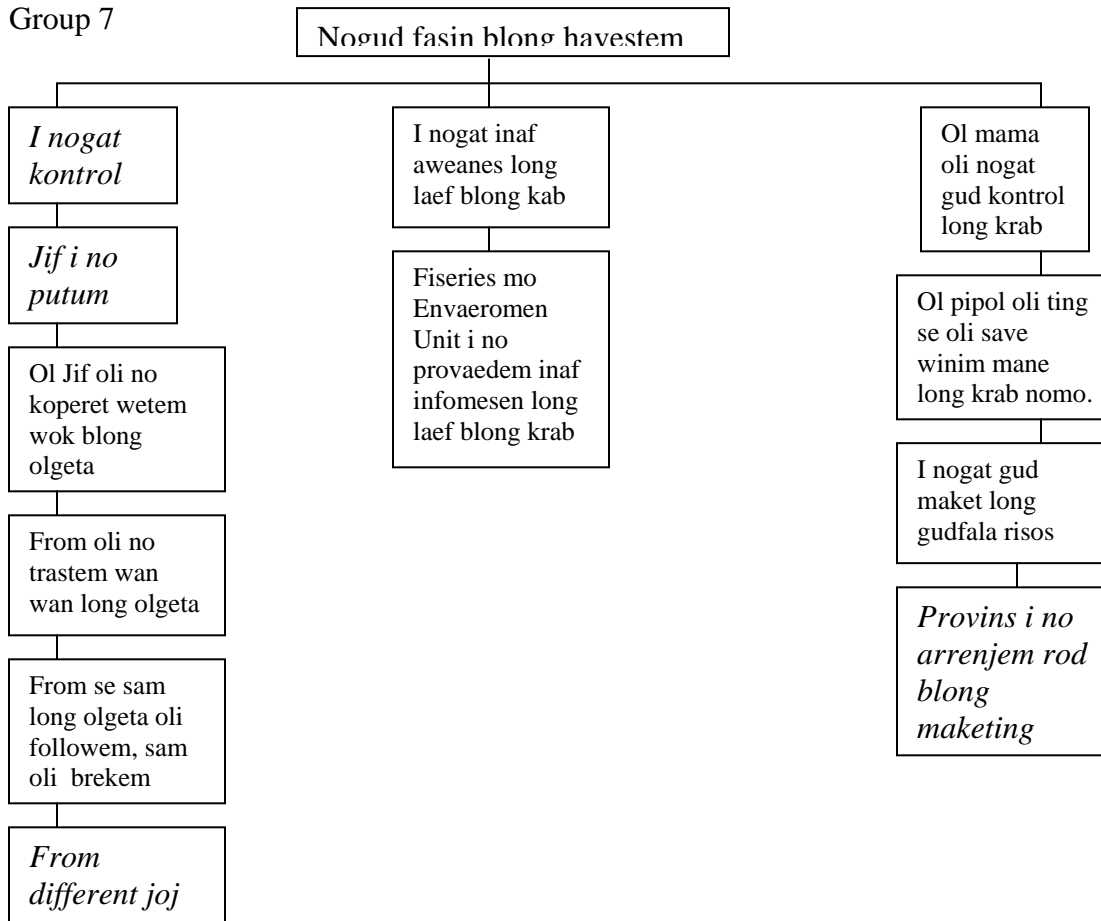 Group 7
Nogud fasin blong havestem
I nogat
kontrol
Jif i no
putum
Ol Jif oli no
koperet wetem
wok blong
olgeta
From oli no
trastem wan
wan long olgeta
From se sam
long olgeta oli
followem, sam
oli brekem
From
different joj
I nogat inaf
aweanes long
laef blong kab
Fiseries mo
Envaeromen
Unit i no
provaedem inaf
infomesen long
laef blong krab
Ol mama
oli nogat
gud kontrol
long krab
Ol pipol oli ting
se oli save
winim mane
long krab nomo.
I nogat gud
maket long
gudfala risos
Provins i no
arrenjem rod
blong
maketing